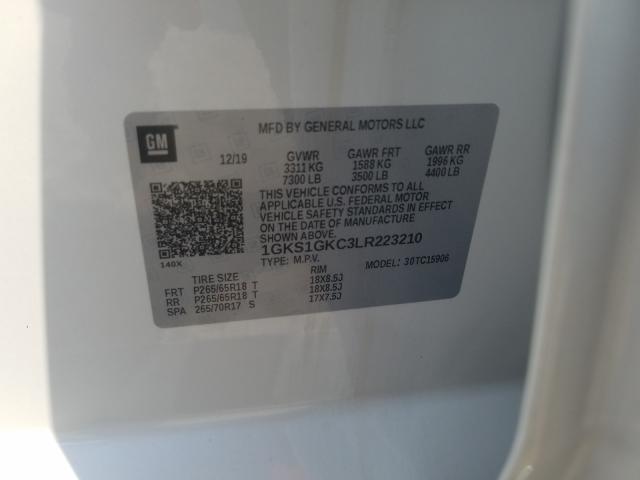 GM
MFD BY GENERAL MOTORS LLC
12/19 GVWR GAWR FRT GAWR RR
3311 KG 1588 KG 1996 KG
7300 LB 3500 LB 4400 LB
THIS VEHICLE CONFORMS TO ALL
APPLICABLE U.S. FEDERAL MOTOR
VEHICLE SAFETY STANDARDS IN EFFECT
ON THE DATE OF MANUFACTURE
SHOWN ABOVE.
1GKS1GKC3LR223210
140X TYPE: M.P.V. MODEL: 30TC15906
TIRE SIZE RIM
FRT P265/65R18 T 18X8.5J
RR P265/65R18 T 18X8.5J
SPA 265/70R17 S 17X7.5J